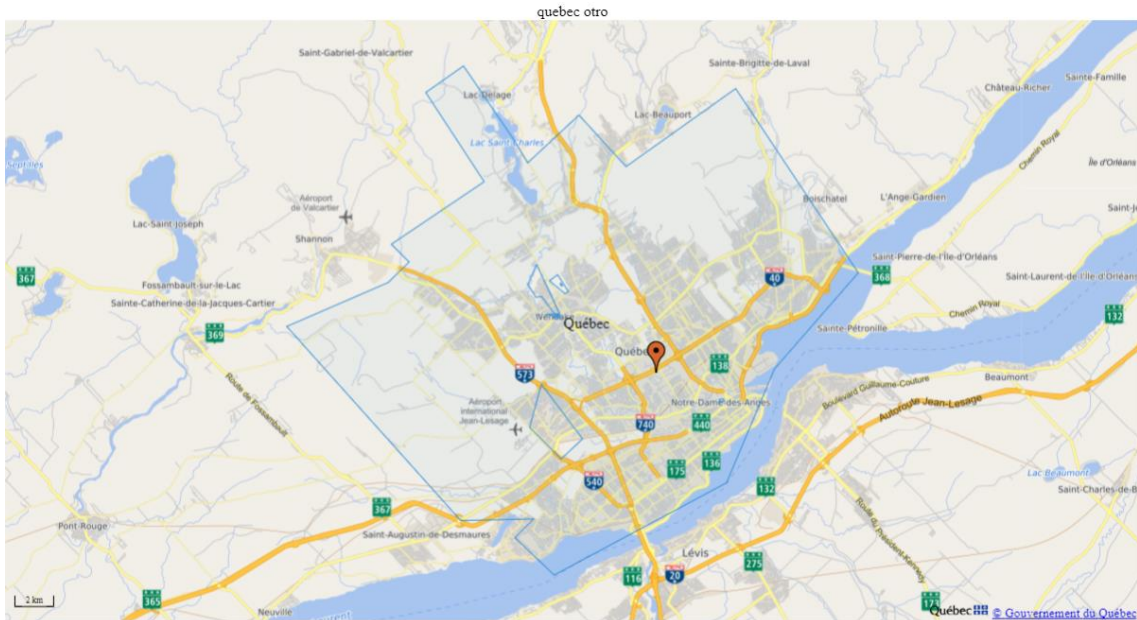 quebec otro
Saint-Gabriel-de-Valcartier
Sainte-Brigitte-de-Laval
Sainte-Famille
Château-Richer
Lac-Delage
Lac-Beauport
Lac Saint-Charles
Chemin Royal
Île d'Orléans
Sept-Îles
Aéroport
de Valcartier
Boischatel
L'Ange-Gardien
Lac-Saint-Joseph
Shannon
Saint-Pierre-de-l'Île-d'Orléans
367
40
368
Saint-Laurent-de-l'Île-d'Orléans
Fossambault-sur-le-Lac
Sainte-Catherine-de-la-Jacques-Cartier
Chemin Royal
132
369
Québec
Sainte-Pétronille
138
573
Route de Fossambault
Aéroport
international
Jean-Lesage
Notre-Dame-des-Anges
Boulevard Guillaume-Couture
Beaumont
Autoroute Jean-Lesage
740
440
175
136
540
132
Lac Beaumont
367
Pont-Rouge
Saint-Augustin-de-Desmaures
Route du Président-Kennedy
Lévis
275
116
20
2 km
365
Neuville
Québec
© Gouvernement du Québec